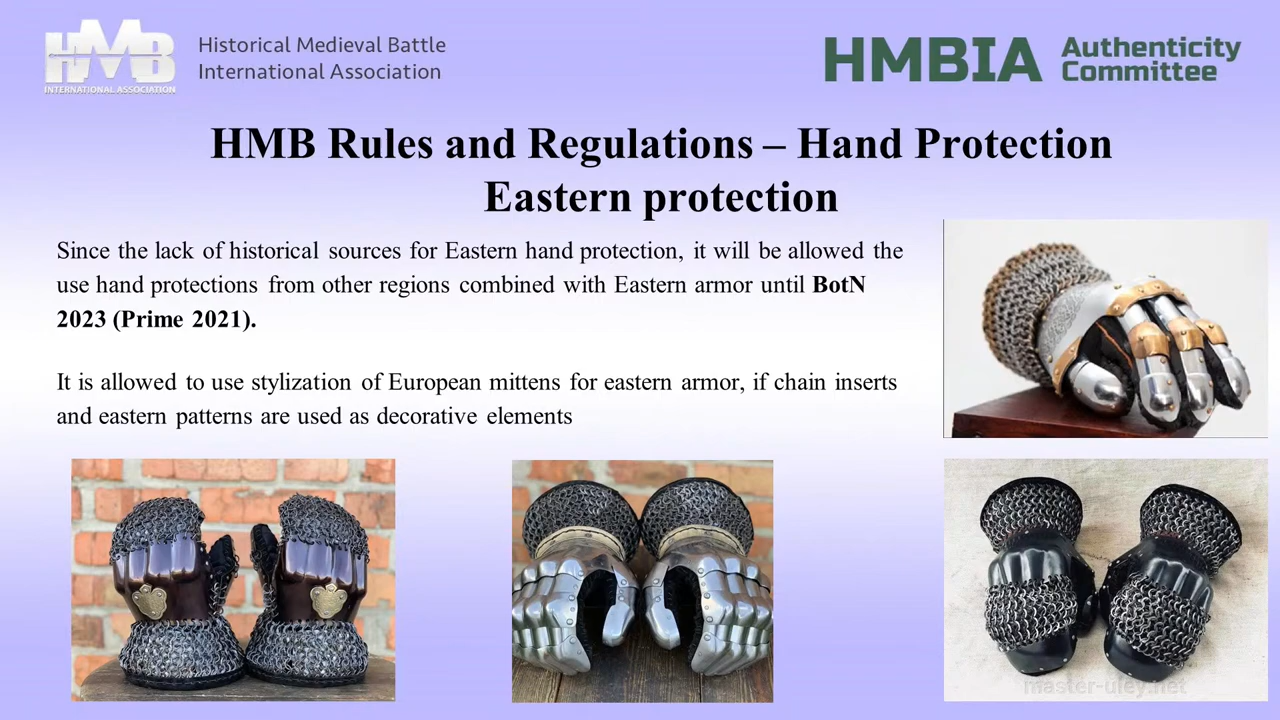 HMB
INTERNATIONAL ASSOCIATION
Historical Medieval Battle
International Association
HMBIA
Authenticity
Committee
HMB Rules and Regulations – Hand Protection
Eastern protection
Since the lack of historical sources for Eastern hand protection, it will be allowed the
use hand protections from other regions combined with Eastern armor until BotN
2023 (Prime 2021).
It is allowed to use stylization of European mittens for eastern armor, if chain inserts
and eastern patterns are used as decorative elements
master-uley.net